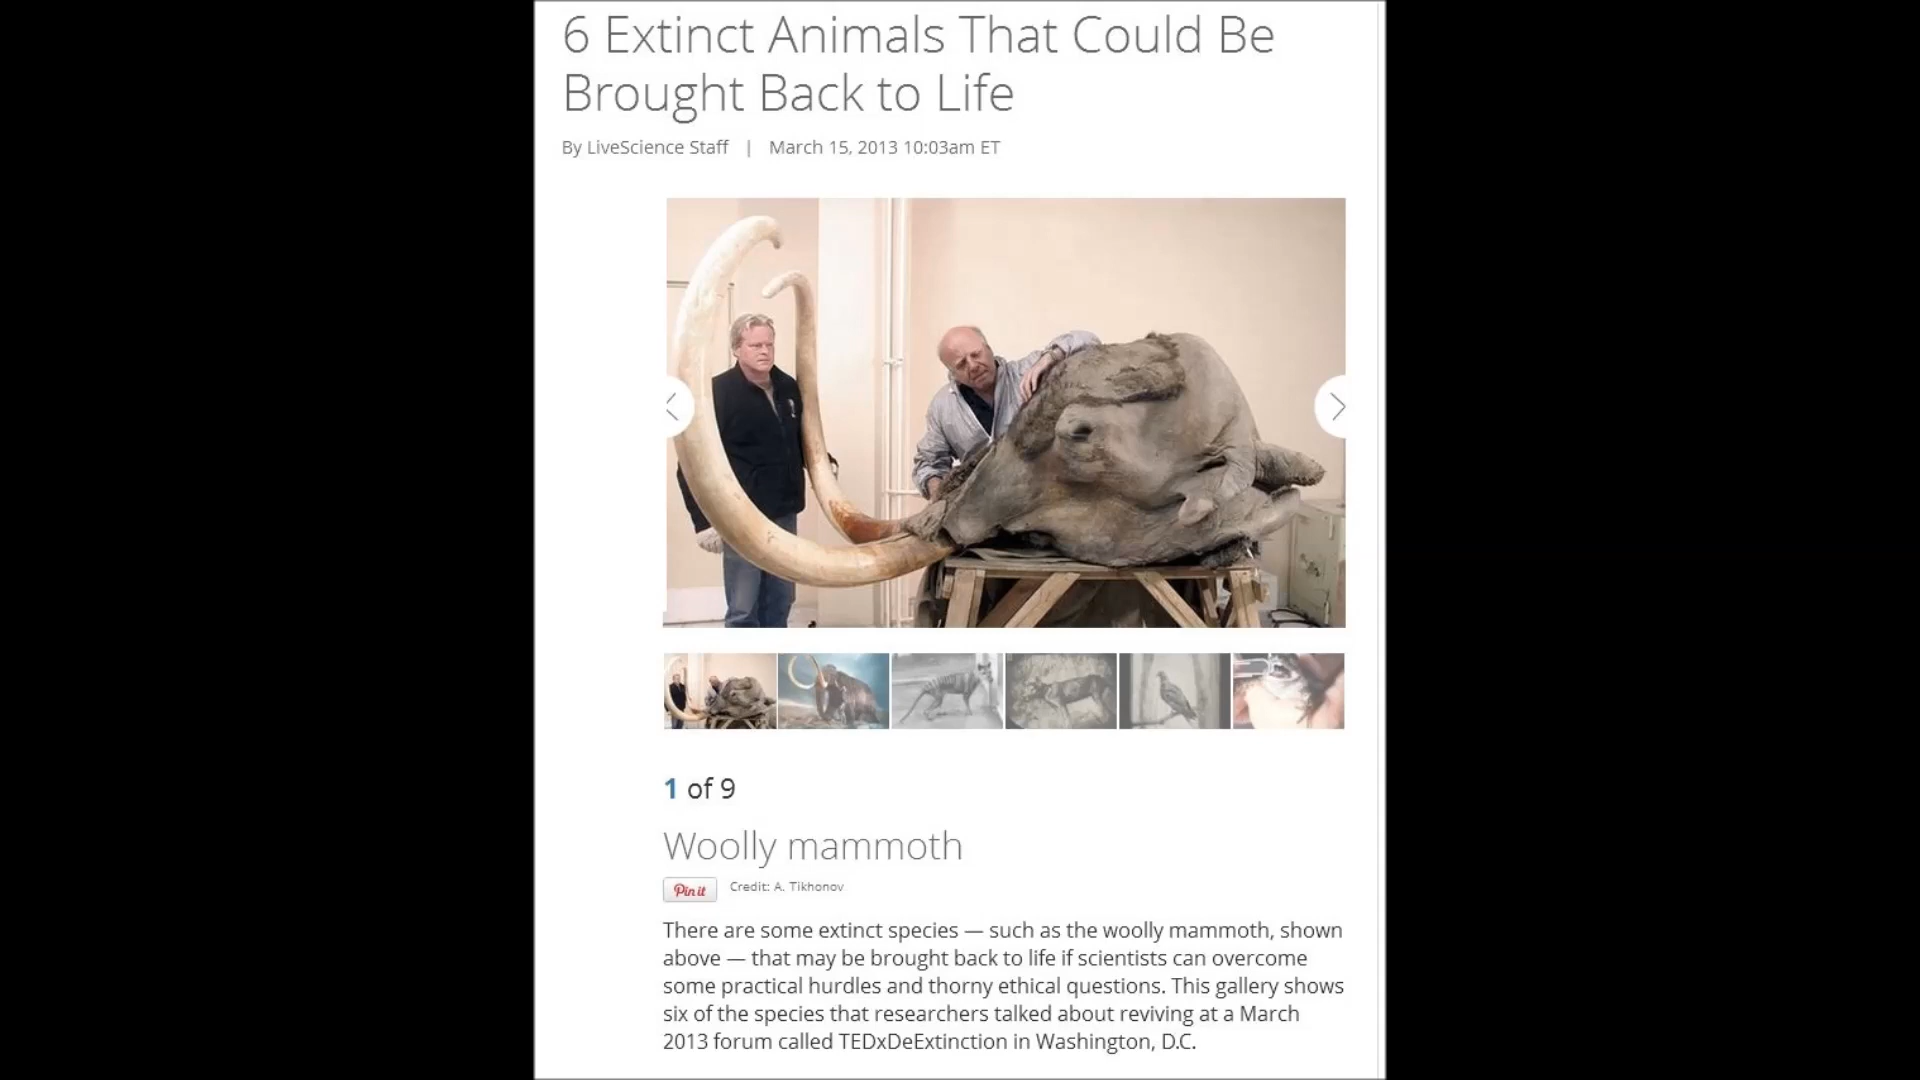 6 Extinct Animals That Could Be
Brought Back to Life
By LiveScience Staff | March 15, 2013 10:03am ET
1 of 9
Woolly mammoth
Pin it
Credit: A. Tikhonov
There are some extinct species — such as the woolly mammoth, shown
above — that may be brought back to life if scientists can overcome
some practical hurdles and thorny ethical questions. This gallery shows
six of the species that researchers talked about reviving at a March
2013 forum called TEDxDeExtinction in Washington, D.C.